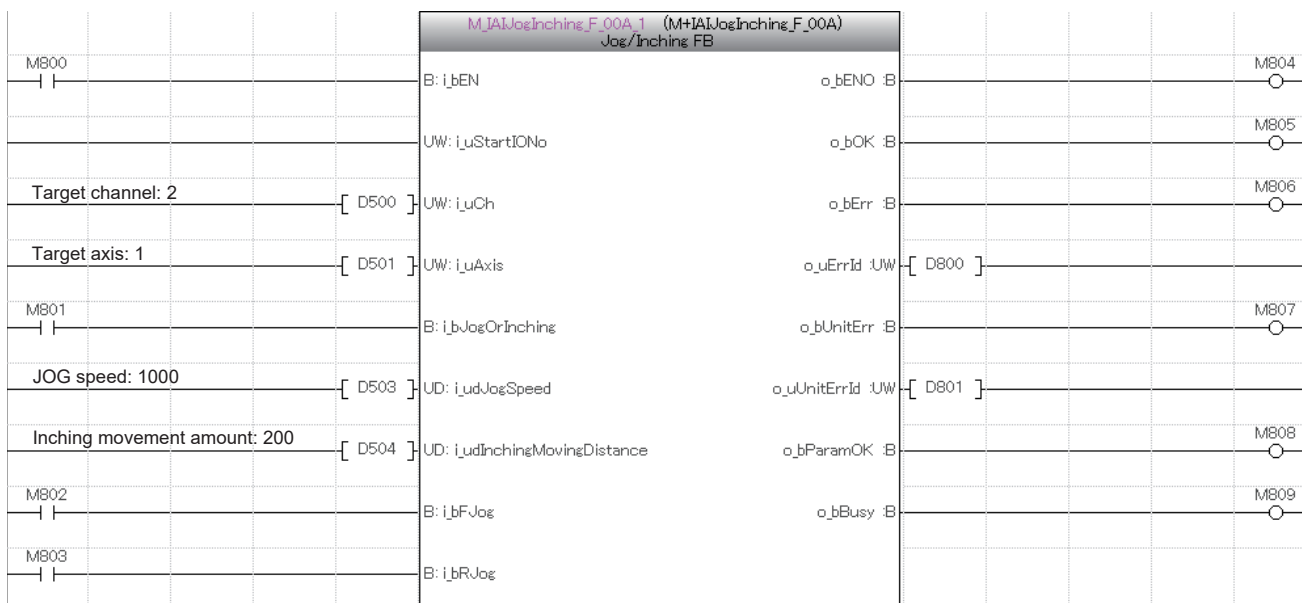 M_IAIJogInching_F_00A_1 (M+IAIJogInching_F_00A)
Jog/Inching FB
M800
B: i_bEN
o_bENO :B
M804
UW: i_uStartIONo
o_bOK :B
M805
Target channel: 2
D500
UW: i_uCh
o_bErr :B
M806
Target axis: 1
D501
UW: i_uAxis
o_uErrId :UW
D800
M801
B: i_bJogOrInching
o_bUnitErr :B
M807
JOG speed: 1000
D503
UD: i_udJogSpeed
o_uUnitErrId :UW
D801
Inching movement amount: 200
D504
UD: i_udInchingMovingDistance
o_bParamOK :B
M808
M802
B: i_bFJog
o_bBusy :B
M809
M803
B: i_bRJog